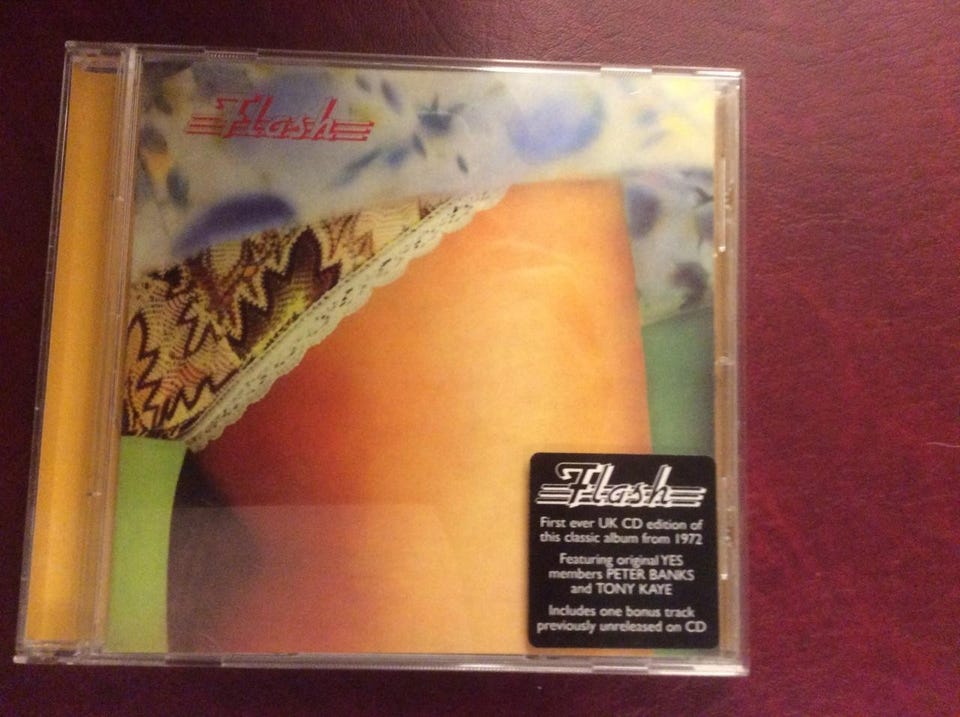 Flash
Flash
First ever UK CD edition of
this classic album from 1972
Featuring original YES
members PETER BANKS
and TONY KAYE
Includes one bonus track
previously unreleased on CD